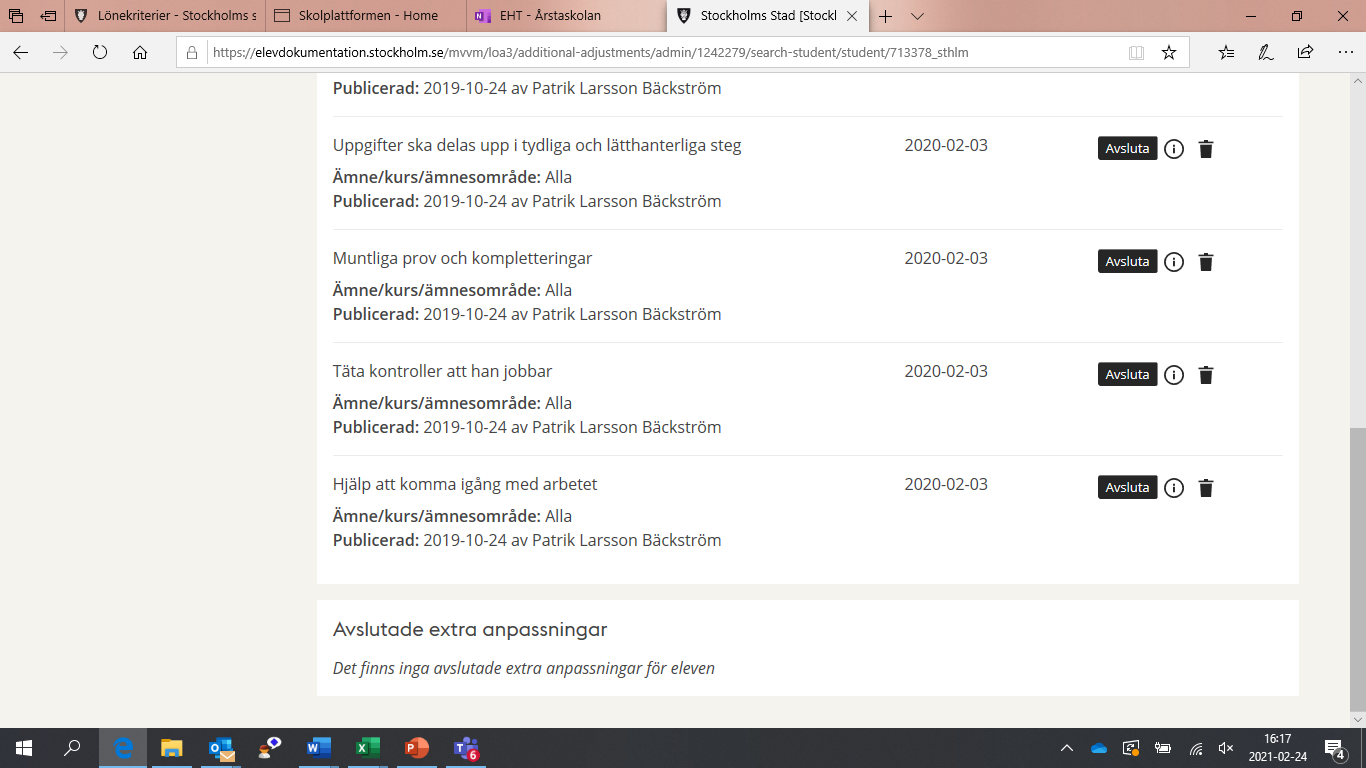 Lönekriterier - Stockholms s
Skolplattformen - Home
EHT - Årstaskolan
Stockholms Stad [Stockl
https://elevdokumentation.stockholm.se/mvvm/loa3/additional-adjustments/admin/1242279/search-student/student/713378_sthlm
Publicerad: 2019-10-24 av Patrik Larsson Bäckström
Uppgifter ska delas upp i tydliga och lätthanterliga steg 2020-02-03 Avsluta
Ämne/kurs/ämnesområde: Alla
Publicerad: 2019-10-24 av Patrik Larsson Bäckström
Muntliga prov och kompletteringar 2020-02-03 Avsluta
Ämne/kurs/ämnesområde: Alla
Publicerad: 2019-10-24 av Patrik Larsson Bäckström
Täta kontroller att han jobbar 2020-02-03 Avsluta
Ämne/kurs/ämnesområde: Alla
Publicerad: 2019-10-24 av Patrik Larsson Bäckström
Hjälp att komma igång med arbetet 2020-02-03 Avsluta
Ämne/kurs/ämnesområde: Alla
Publicerad: 2019-10-24 av Patrik Larsson Bäckström
Avslutade extra anpassningar
Det finns inga avslutade extra anpassningar för eleven
6
16:17
2021-02-24
4